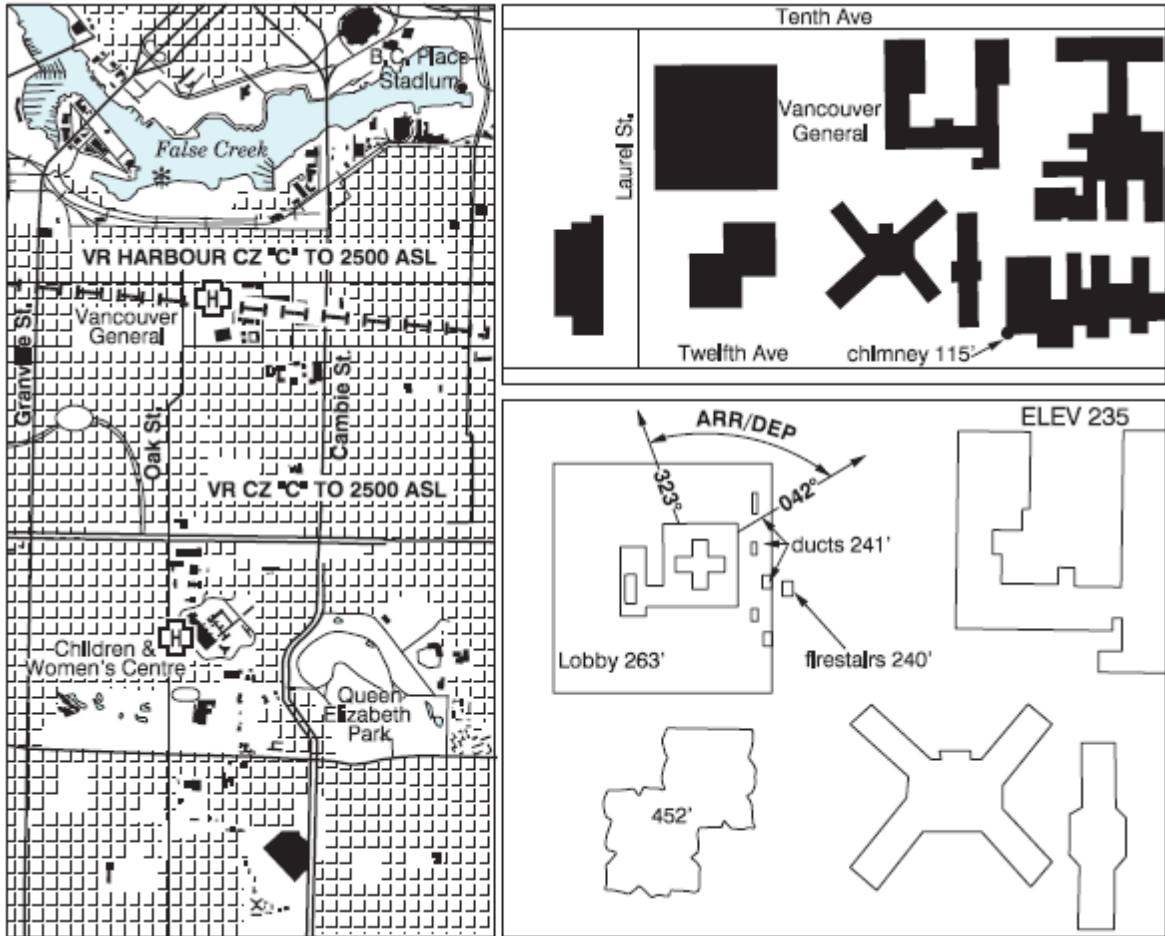 B.C. Place
Stadium
False Creek
VR HARBOUR CZ "C" TO 2500 ASL
H
Vancouver
General
Granville St.
Oak St.
Cambie St.
VR CZ "C" TO 2500 ASL
H
Children &
Women's Centre
Queen
Elizabeth
Park
Tenth Ave
Laurel St.
Vancouver
General
Twelfth Ave
chimney 115'
ARR/DEP
ELEV 235
323°
042°
ducts 241'
Lobby 263'
firestairs 240'
452'